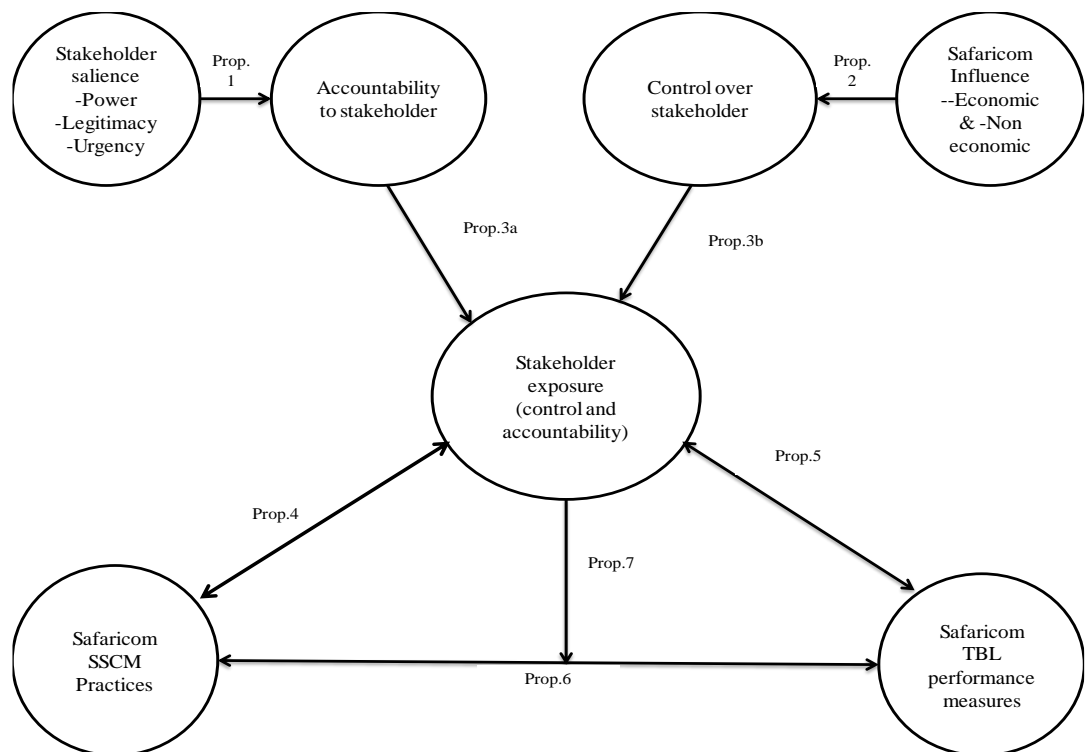 Stakeholder
salience
-Power
-Legitimacy
-Urgency
Prop.
1
Accountability
to stakeholder
Control over
stakeholder
Prop.
2
Safaricom
Influence
--Economic
& -Non
economic
Prop.3a
Prop.3b
Stakeholder
exposure
(control and
accountability)
Prop.4
Prop.5
Prop.7
Safaricom
SSCM
Practices
Prop.6
Safaricom
TBL
performance
measures